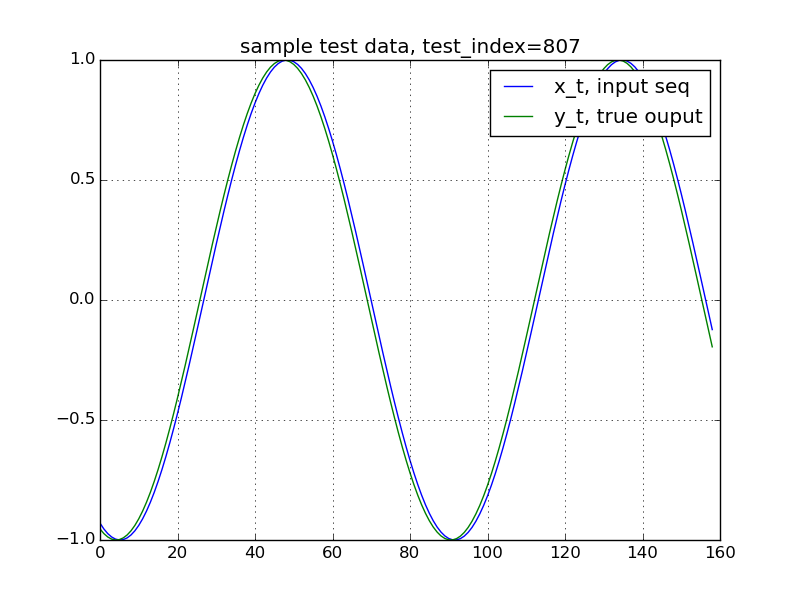 sample test data, test_index=807
x_t, input seq
y_t, true ouput
1.0
0.5
0.0
−0.5
−1.0
0 20 40 60 80 100 120 140 160